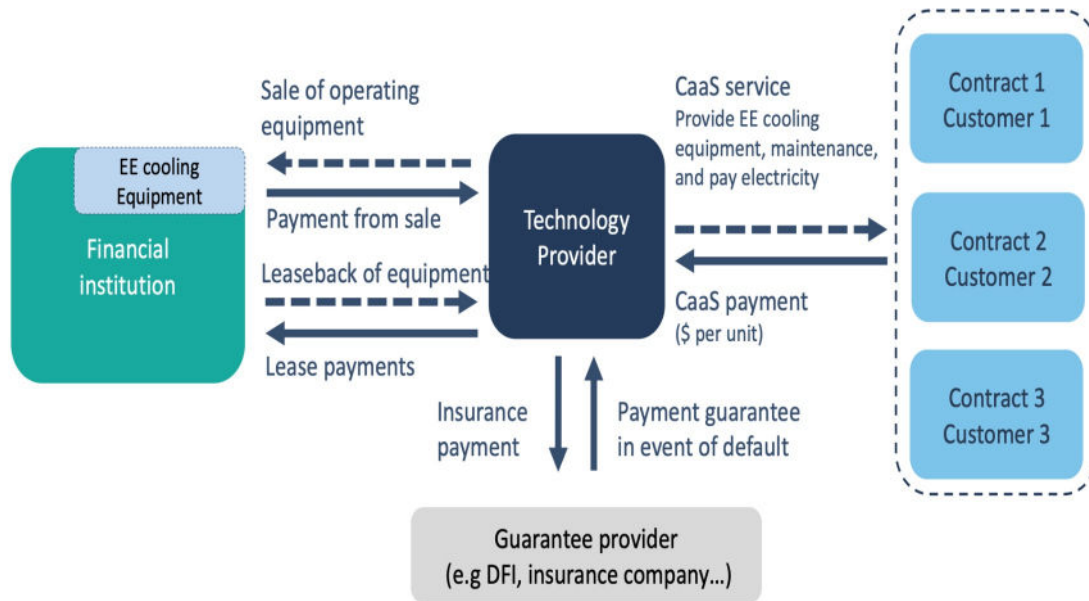 Sale of operating
equipment
EE cooling
Equipment
Payment from sale
Financial
institution
Leaseback of equipment
Lease payments
Technology
Provider
CaaS service
Provide EE cooling
equipment, maintenance,
and pay electricity
CaaS payment
($ per unit)
Contract 1
Customer 1
Contract 2
Customer 2
Contract 3
Customer 3
Insurance
payment
Payment guarantee
in event of default
Guarantee provider
(e.g DFI, insurance company...)